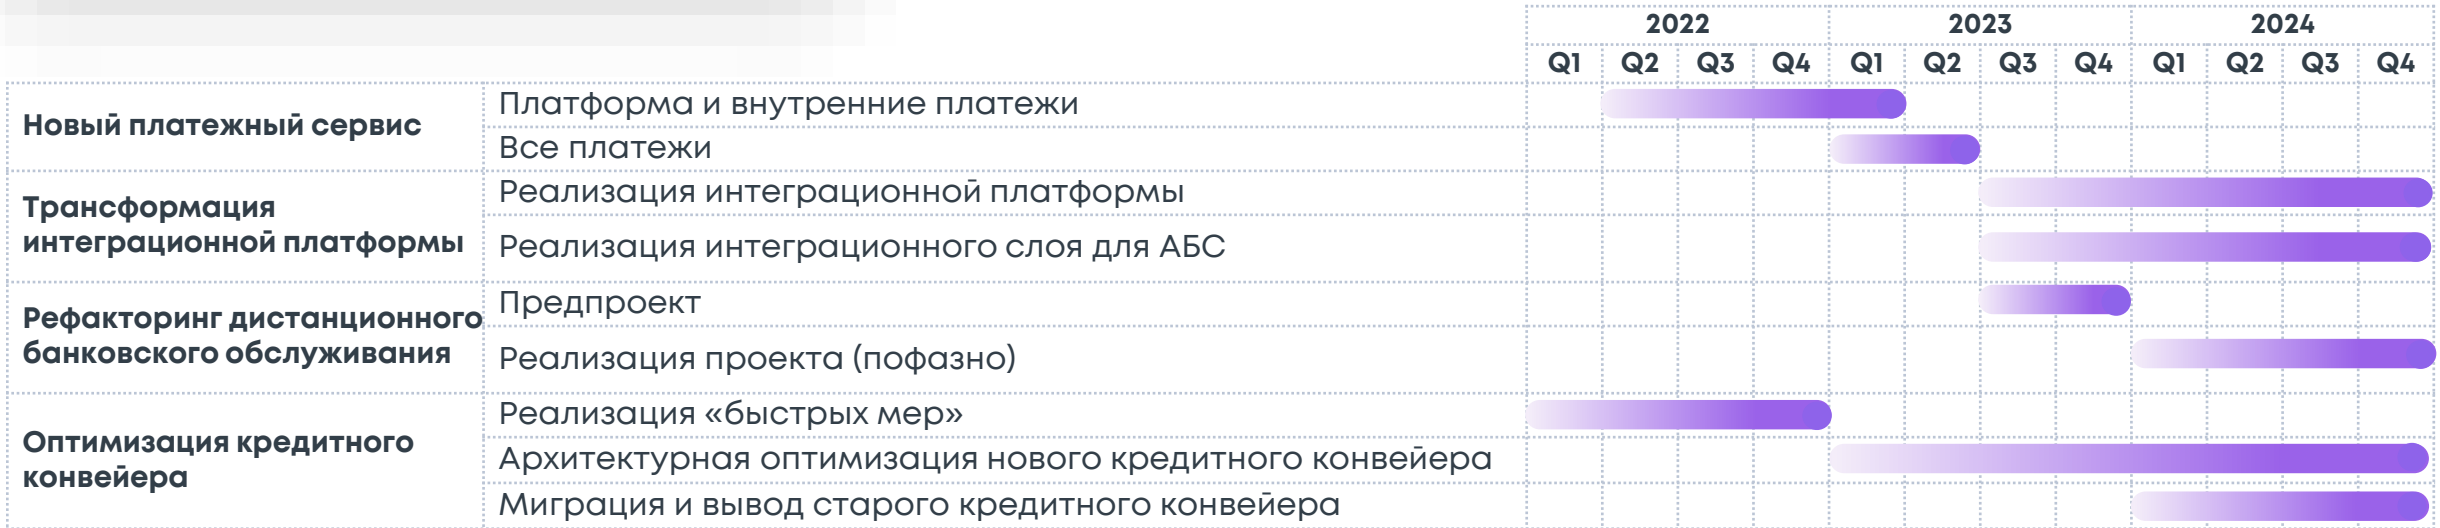 2022 2023 2024
Q1 Q2 Q3 Q4 Q1 Q2 Q3 Q4 Q1 Q2 Q3 Q4
Новый платежный сервис
Платформа и внутренние платежи
Все платежи
Трансформация
интеграционной платформы
Реализация интеграционной платформы
Реализация интеграционного слоя для АБС
Рефакторинг дистанционного
банковского обслуживания
Предпроект
Реализация проекта (пофазно)
Оптимизация кредитного
конвейера
Реализация «быстрых мер»
Архитектурная оптимизация нового кредитного конвейера
Миграция и вывод старого кредитного конвейера